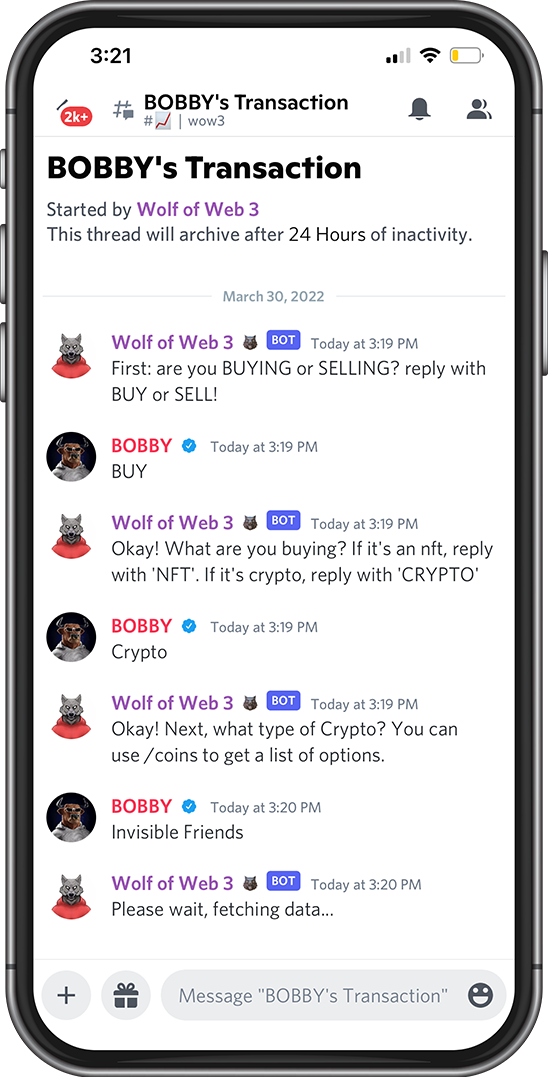 3:21
2k+
BOBBY's Transaction
#📈 | wow3
BOBBY's Transaction
Started by Wolf of Web 3
This thread will archive after 24 Hours of inactivity.
March 30, 2022
Wolf of Web 3 BOT Today at 3:19 PM
First: are you BUYING or SELLING? reply with
BUY or SELL!
BOBBY Today at 3:19 PM
BUY
Wolf of Web 3 BOT Today at 3:19 PM
Okay! What are you buying? If it's an nft, reply
with 'NFT'. If it's crypto, reply with 'CRYPTO'
BOBBY Today at 3:19 PM
Crypto
Wolf of Web 3 BOT Today at 3:19 PM
Okay! Next, what type of Crypto? You can
use /coins to get a list of options.
BOBBY Today at 3:20 PM
Invisible Friends
Wolf of Web 3 BOT Today at 3:20 PM
Please wait, fetching data...
Message "BOBBY's Transaction"